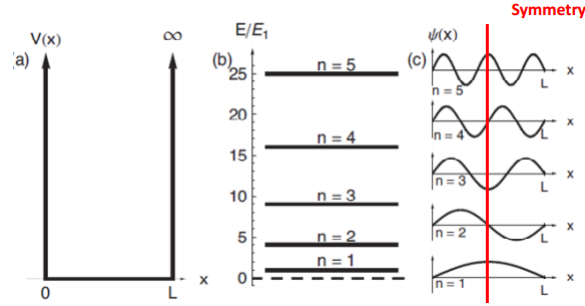 Symmetry
V(x)
∞
E/E₁
ψ(x)
(a)
(b)
(c)
25
20
15
10
5
0
n = 5
n = 4
n = 3
n = 2
n = 1
0
L
x
n = 5
L
x
n = 4
L
x
n = 3
L
x
n = 2
L
x
n = 1
L
x